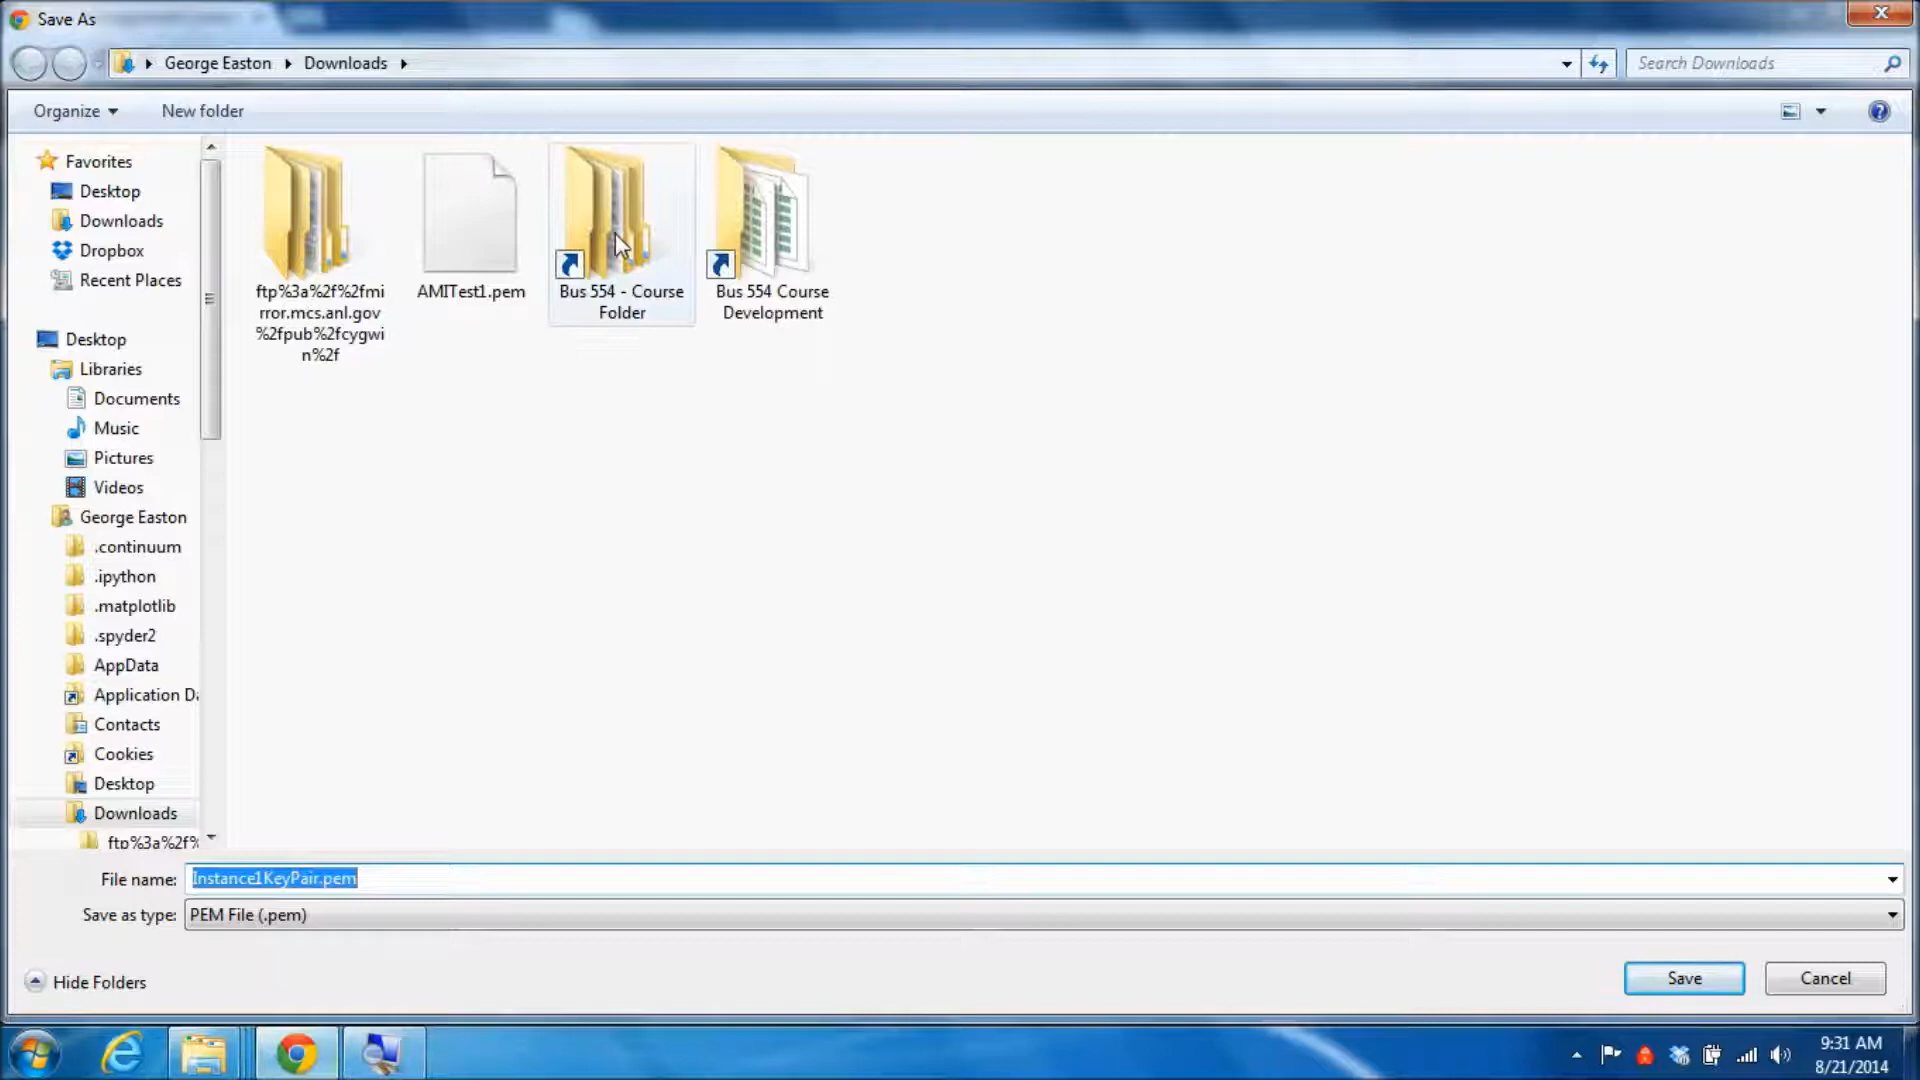 Save As
George Easton Downloads
Search Downloads
Organize
New folder
Favorites
Desktop
Downloads
Dropbox
Recent Places
Desktop
Libraries
Documents
Music
Pictures
Videos
George Easton
.continuum
.ipython
.matplotlib
.spyder2
AppData
Application Da
Contacts
Cookies
Desktop
Downloads
ftp%3a%2f%
ftp%3a%2f%2fmi
rror.mcs.anl.gov
%2fpub%2fcygwi
n%2f
AMITest1.pem
Bus 554 - Course
Folder
Bus 554 Course
Development
File name: Instance1KeyPair.pem
Save as type: PEM File (.pem)
Hide Folders
Save
Cancel
9:31 AM
8/21/2014